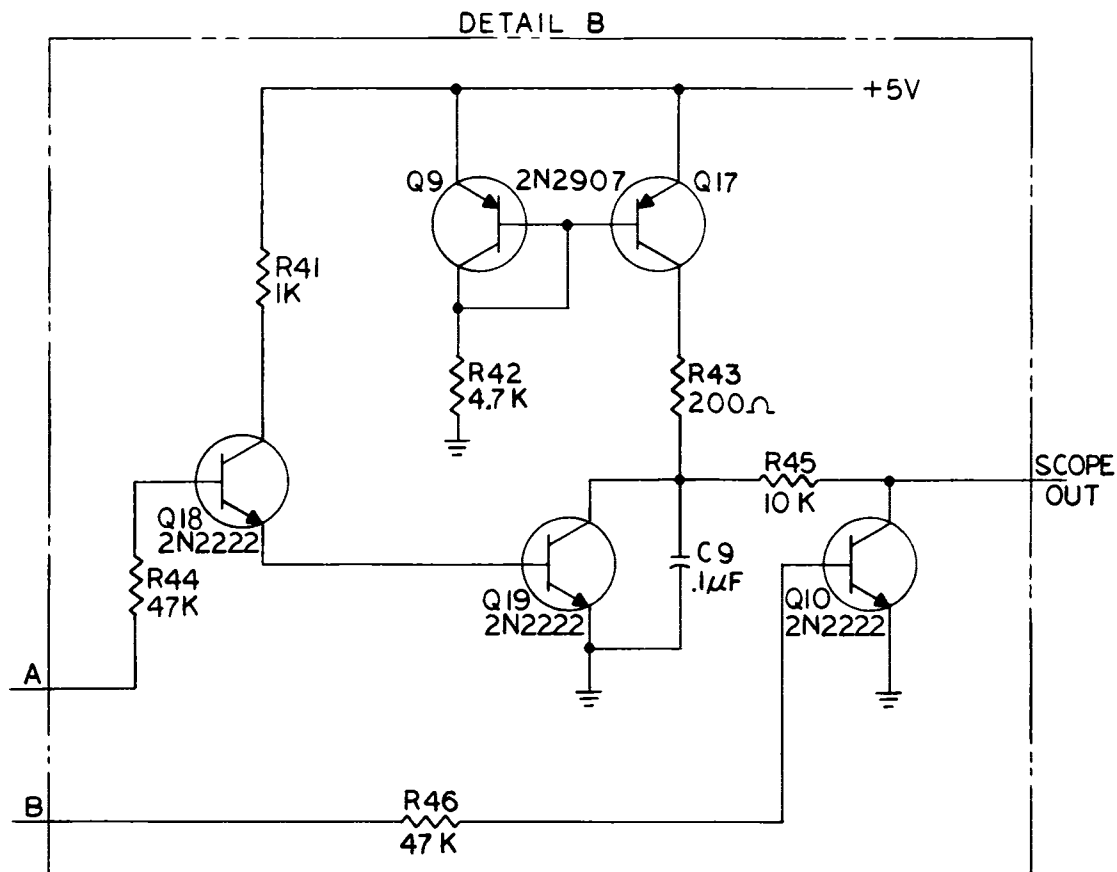 DETAIL B
+5V
Q9
2N2907
Q17
R41
1K
R42
4.7K
R43
200Ω
R45
10K
SCOPE
OUT
Q18
2N2222
R44
47K
C9
.1µF
Q19
2N2222
Q10
2N2222
A
B
R46
47K